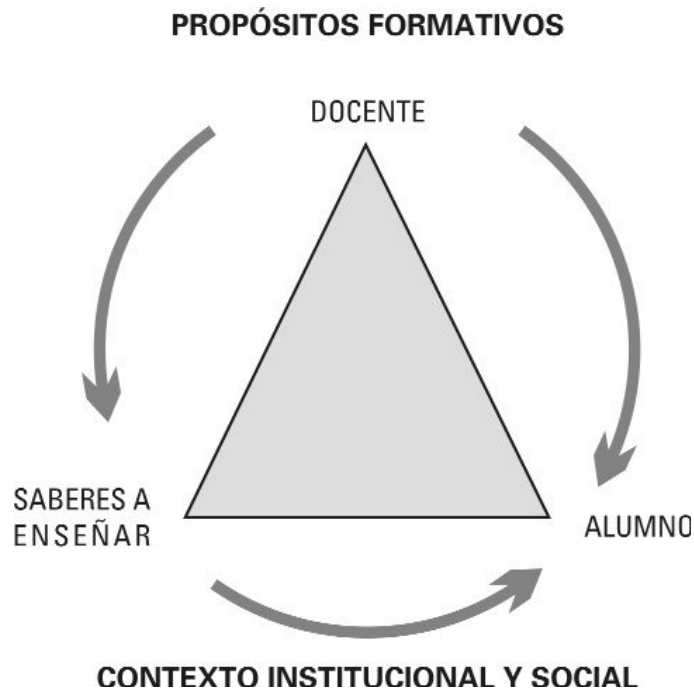 PROPÓSITOS FORMATIVOS
DOCENTE
SABERES A
ENSEÑAR
ALUMNO
CONTEXTO INSTITUCIONAL Y SOCIAL